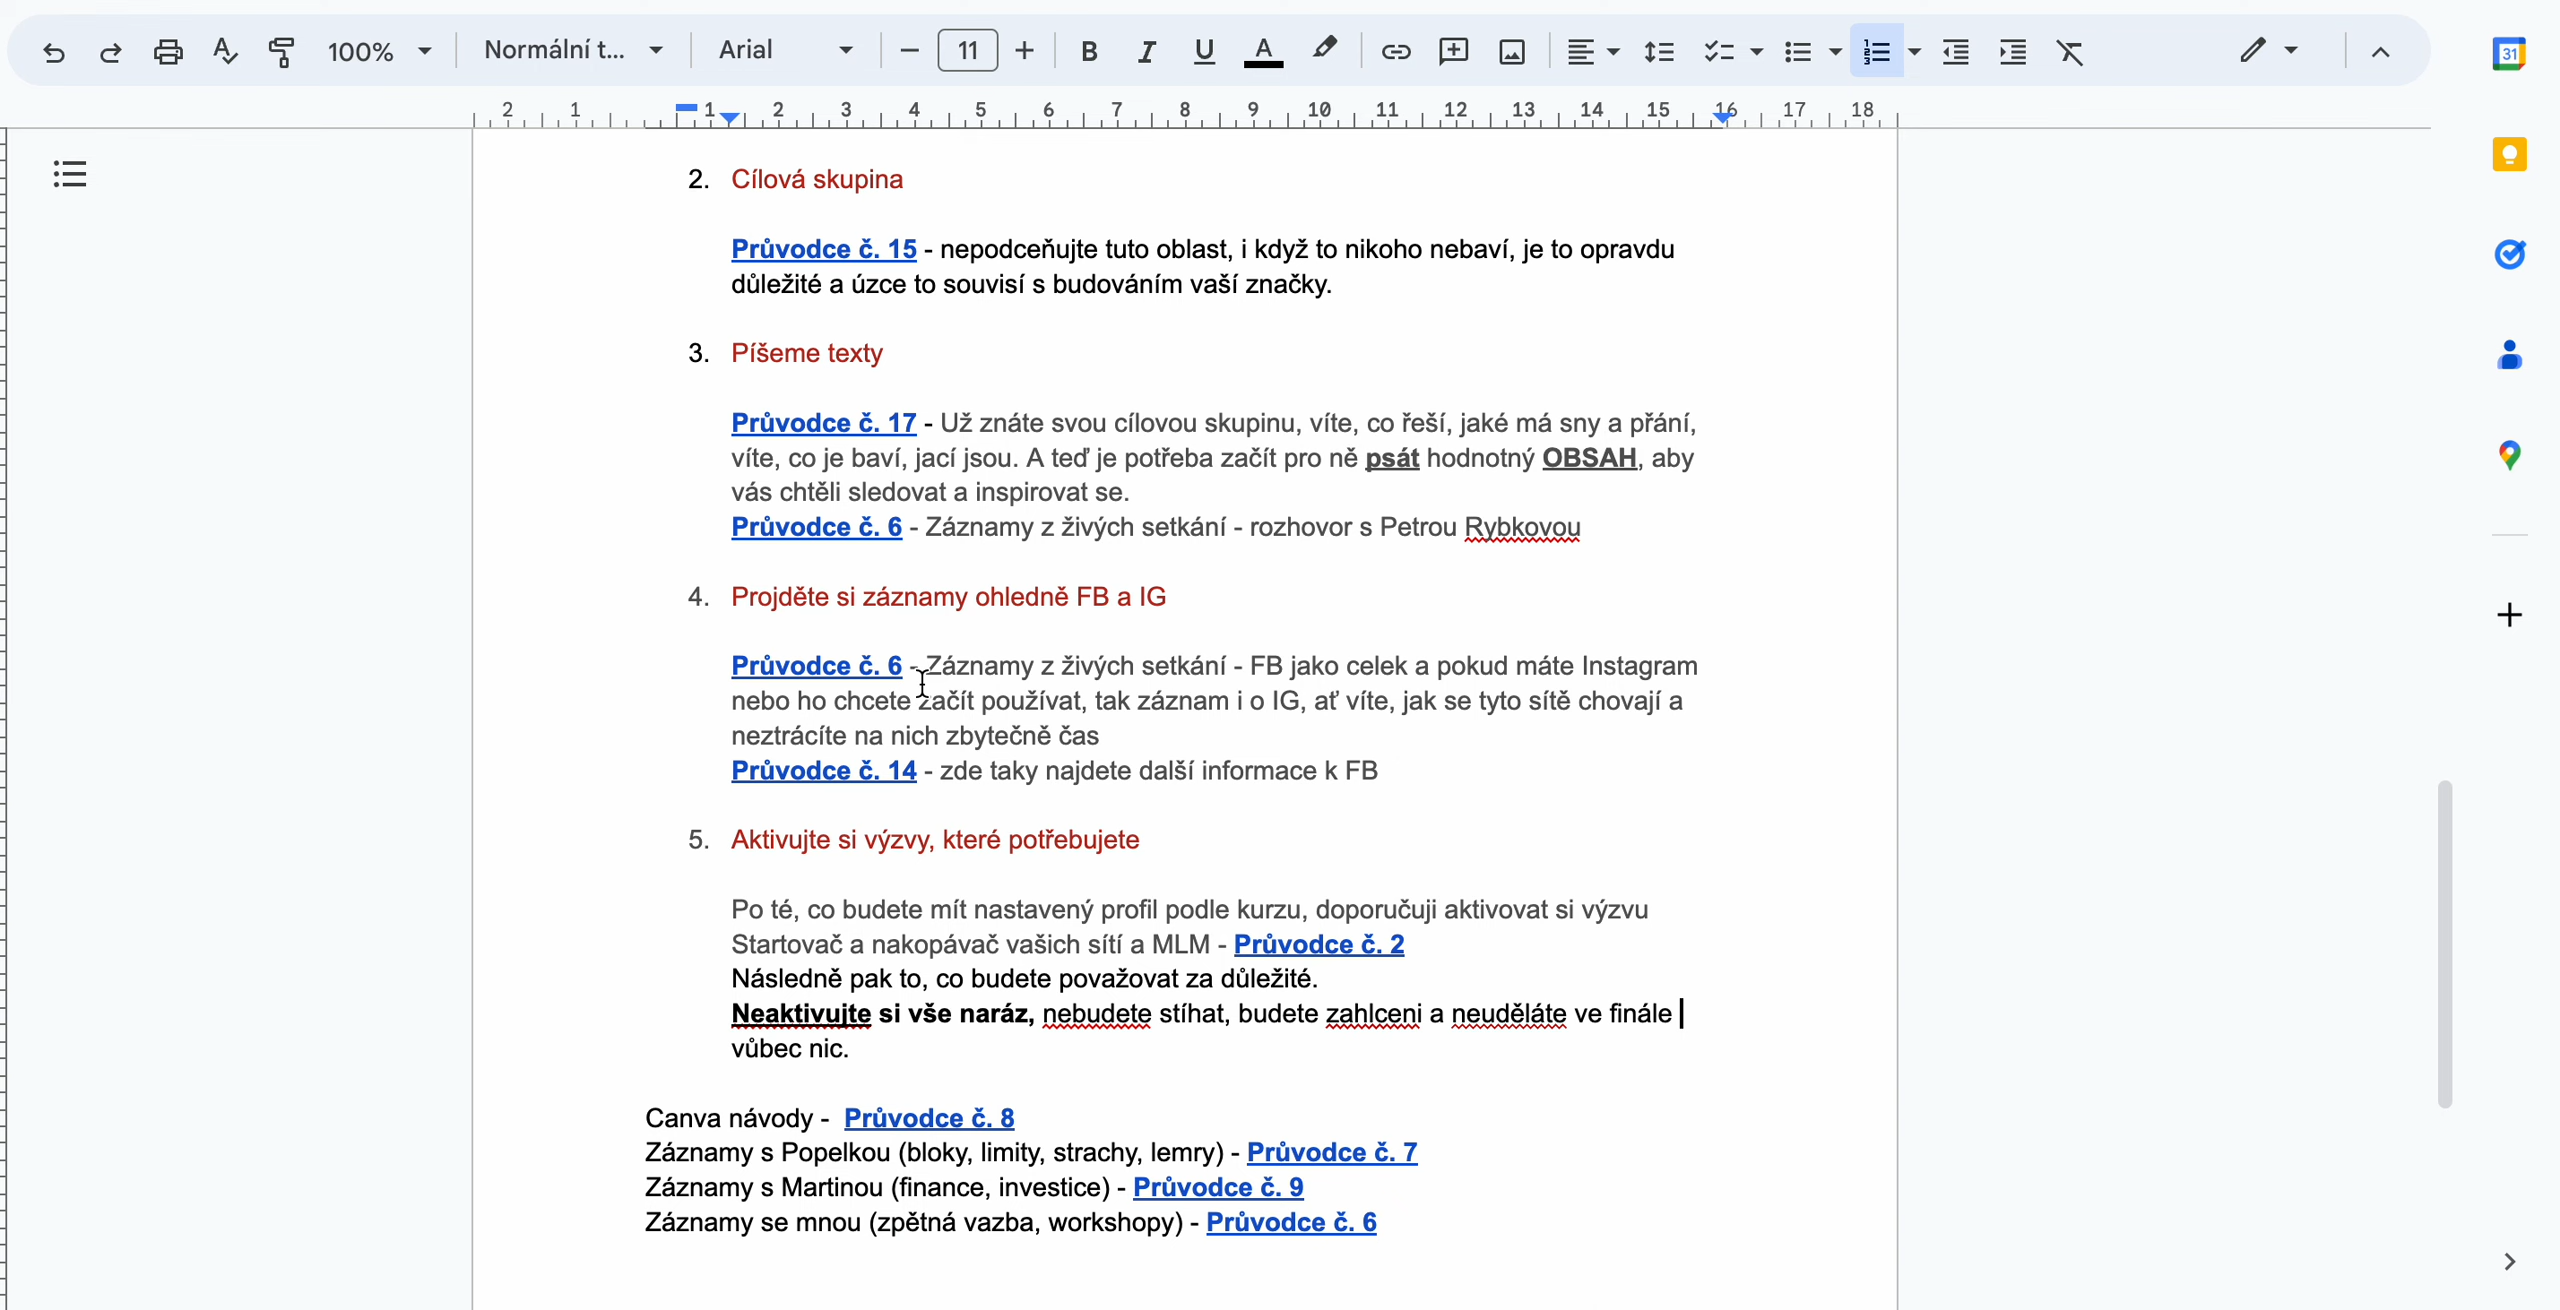 100%
Normální t...
Arial
11
B
I
U
A
31
2 1 1 2 3 4 5 6 7 8 9 10 11 12 13 14 15 16 17 18
2. Cílová skupina
Průvodce č. 15 - nepodceňujte tuto oblast, i když to nikoho nebaví, je to opravdu
důležité a úzce to souvisí s budováním vaší značky.
3. Píšeme texty
Průvodce č. 17 - Už znáte svou cílovou skupinu, víte, co řeší, jaké má sny a přání,
víte, co je baví, jací jsou. A teď je potřeba začít pro ně psát hodnotný OBSAH, aby
vás chtěli sledovat a inspirovat se.
Průvodce č. 6 - Záznamy z živých setkání - rozhovor s Petrou Rybkovou
4. Projděte si záznamy ohledně FB a IG
Průvodce č. 6 - Záznamy z živých setkání - FB jako celek a pokud máte Instagram
nebo ho chcete začít používat, tak záznam i o IG, ať víte, jak se tyto sítě chovají a
neztrácíte na nich zbytečně čas
Průvodce č. 14 - zde taky najdete další informace k FB
5. Aktivujte si výzvy, které potřebujete
Po té, co budete mít nastavený profil podle kurzu, doporučuji aktivovat si výzvu
Startovač a nakopávač vašich sítí a MLM - Průvodce č. 2
Následně pak to, co budete považovat za důležité.
Neaktivujte si vše naráz, nebudete stíhat, budete zahlceni a neuděláte ve finále
vůbec nic.
Canva návody - Průvodce č. 8
Záznamy s Popelkou (bloky, limity, strachy, lemry) - Průvodce č. 7
Záznamy s Martinou (finance, investice) - Průvodce č. 9
Záznamy se mnou (zpětná vazba, workshopy) - Průvodce č. 6